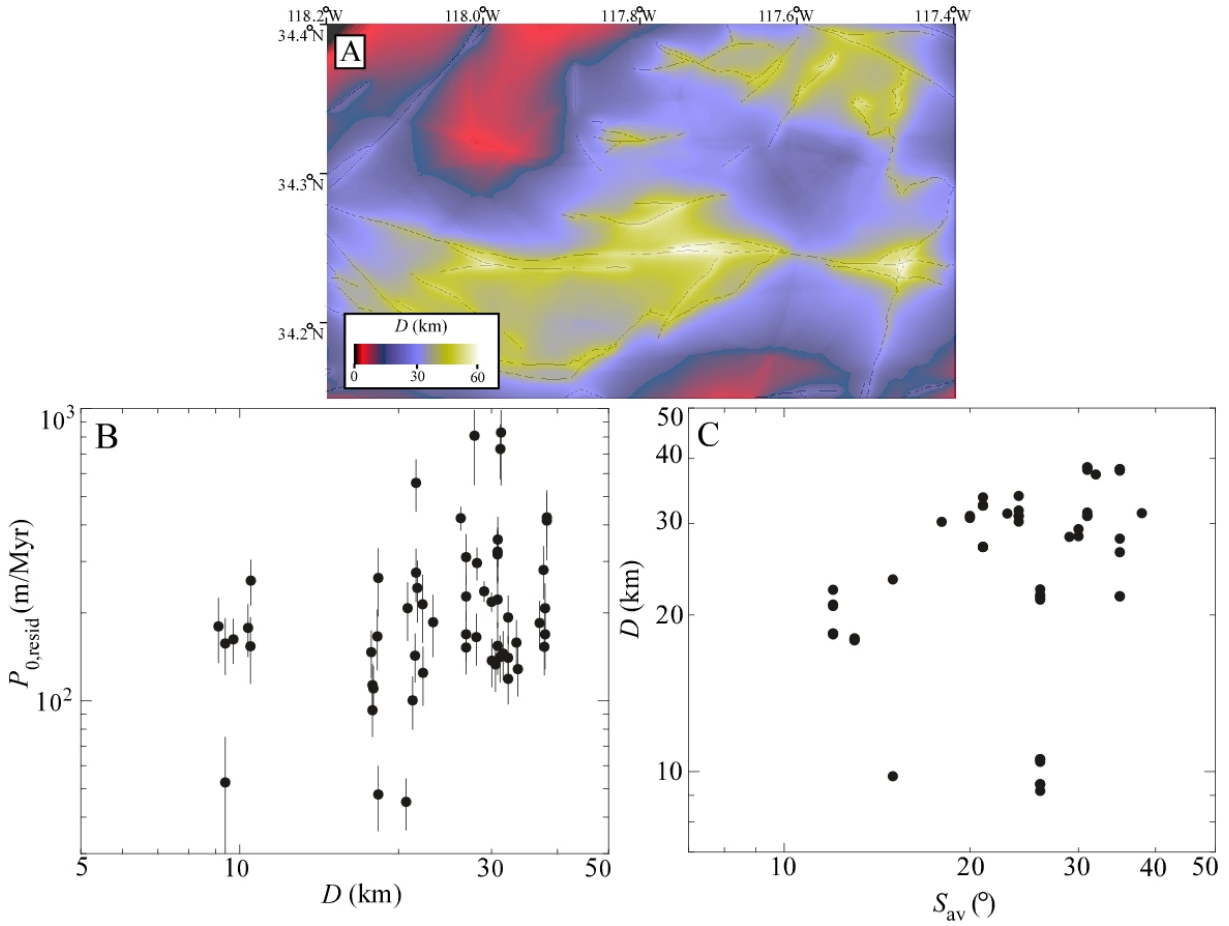 118.2°W 118.0°W 117.8°W 117.6°W 117.4°W
34.4°N
A
34.3°N
34.2°N
D (km)
0 30 60
B
10³
10²
P0,resid (m/Myr)
5 10 20 30 50
D (km)
C
50
40
30
20
10
D (km)
10 20 30 40 50
Sav (°)